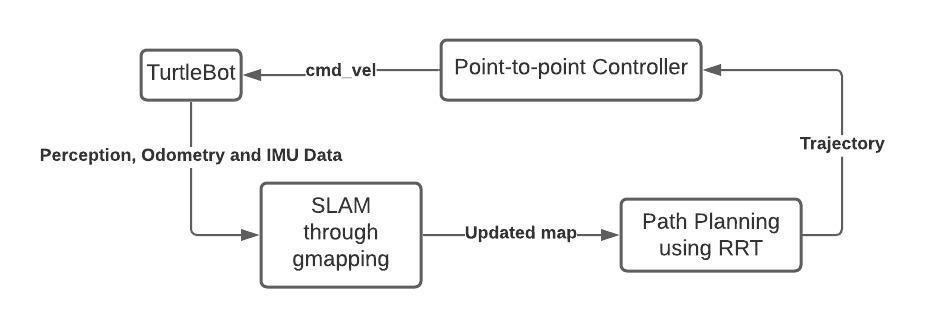 TurtleBot
cmd_vel
Point-to-point Controller
Perception, Odometry and IMU Data
Trajectory
SLAM
through
gmapping
Updated map
Path Planning
using RRT